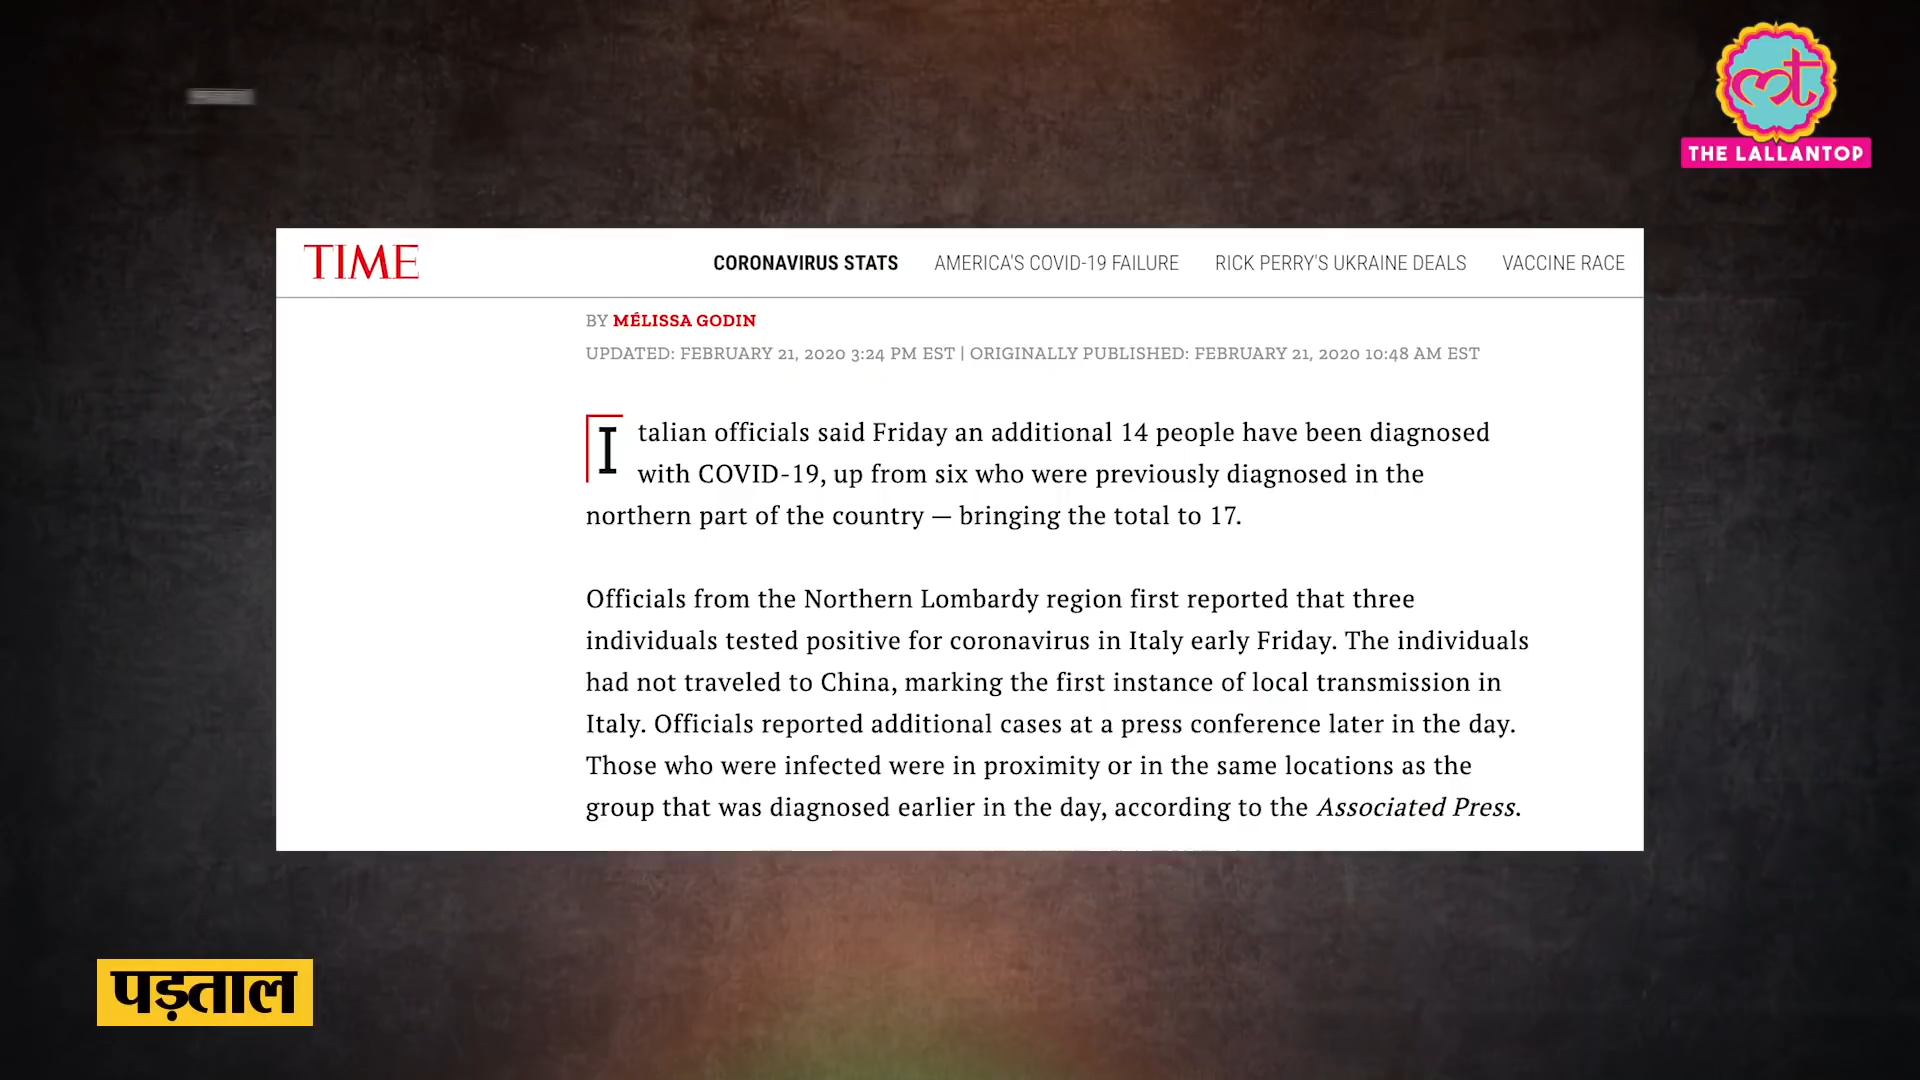 THE LALLANTOP
TIME
CORONAVIRUS STATS AMERICA'S COVID-19 FAILURE RICK PERRY'S UKRAINE DEALS VACCINE RACE
BY MÉLISSA GODIN
UPDATED: FEBRUARY 21, 2020 3:24 PM EST | ORIGINALLY PUBLISHED: FEBRUARY 21, 2020 10:48 AM EST
Italian officials said Friday an additional 14 people have been diagnosed
with COVID-19, up from six who were previously diagnosed in the
northern part of the country — bringing the total to 17.
Officials from the Northern Lombardy region first reported that three
individuals tested positive for coronavirus in Italy early Friday. The individuals
had not traveled to China, marking the first instance of local transmission in
Italy. Officials reported additional cases at a press conference later in the day.
Those who were infected were in proximity or in the same locations as the
group that was diagnosed earlier in the day, according to the Associated Press.
पड़ताल